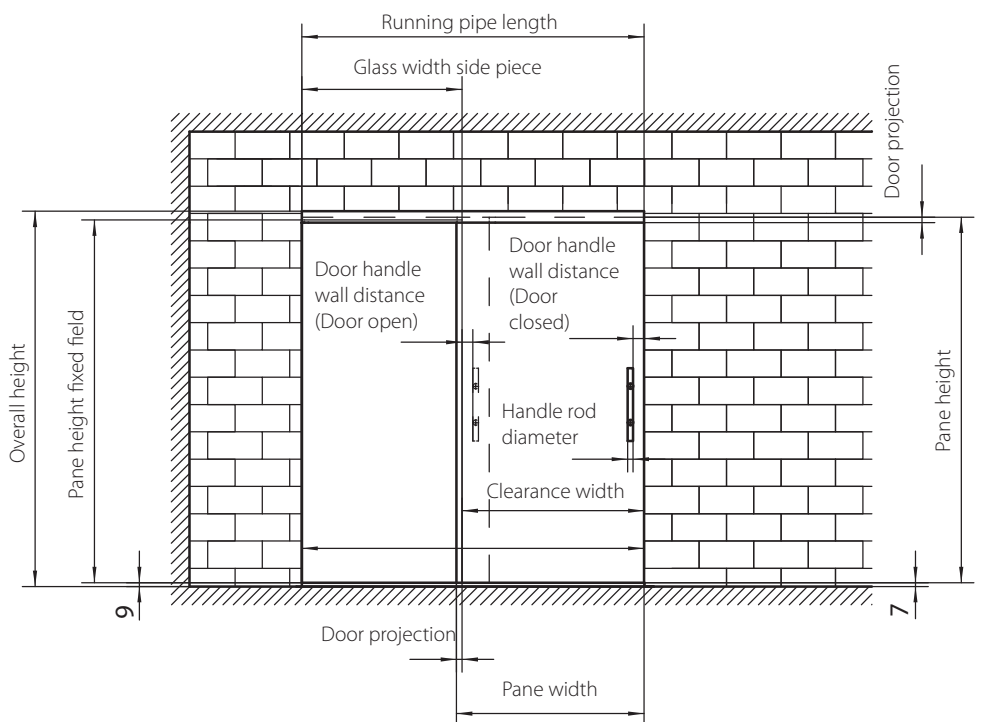 Running pipe length
Glass width side piece
Door projection
Door handle
wall distance
(Door open)
Door handle
wall distance
(Door
closed)
Overall height
Pane height fixed field
Handle rod
diameter
Pane height
Clearance width
9
7
Door projection
Pane width